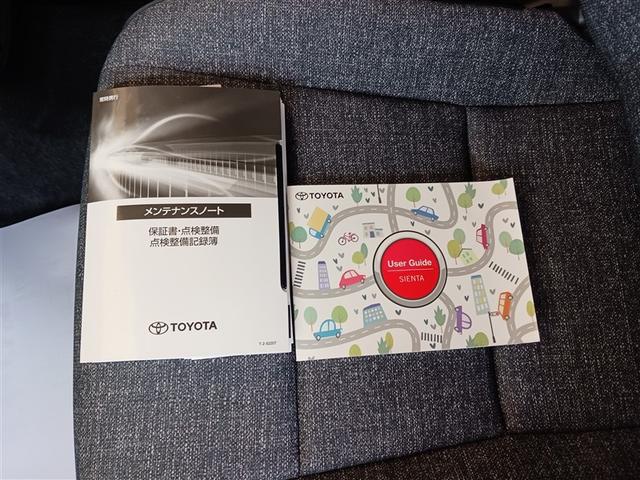 メンテナンスノート
保証書・点検整備
点検整備記録簿
TOYOTA
TOYOTA
User Guide
SIENTA